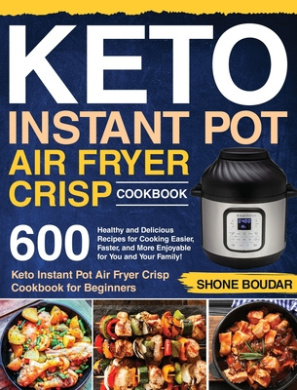 KETO
INSTANT POT
AIR FRYER
CRISP COOKBOOK
600 Healthy and Delicious
Recipes for Cooking Easier,
Faster, and More Enjoyable
for You and Your Family!
Keto Instant Pot Air Fryer Crisp
Cookbook for Beginners
SHONE BOUDAR